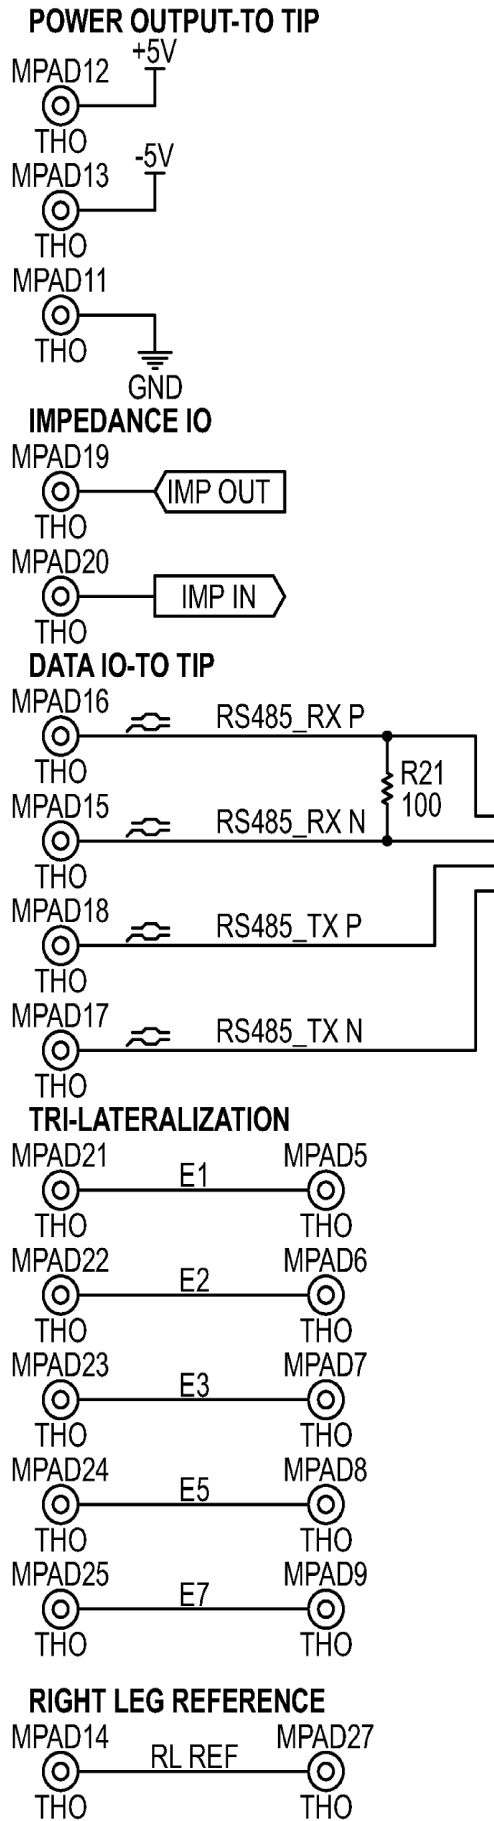 POWER OUTPUT-TO TIP
+5V
MPAD12
THO
-5V
MPAD13
THO
MPAD11
THO
GND
IMPEDANCE IO
MPAD19
IMP OUT
THO
MPAD20
IMP IN
THO
DATA IO-TO TIP
MPAD16
RS485_RX P
THO
R21
100
MPAD15
RS485_RX N
THO
MPAD18
RS485_TX P
THO
MPAD17
RS485_TX N
THO
TRI-LATERALIZATION
MPAD21 E1 MPAD5
THO THO
MPAD22 E2 MPAD6
THO THO
MPAD23 E3 MPAD7
THO THO
MPAD24 E5 MPAD8
THO THO
MPAD25 E7 MPAD9
THO THO
RIGHT LEG REFERENCE
MPAD14 RL REF MPAD27
THO THO